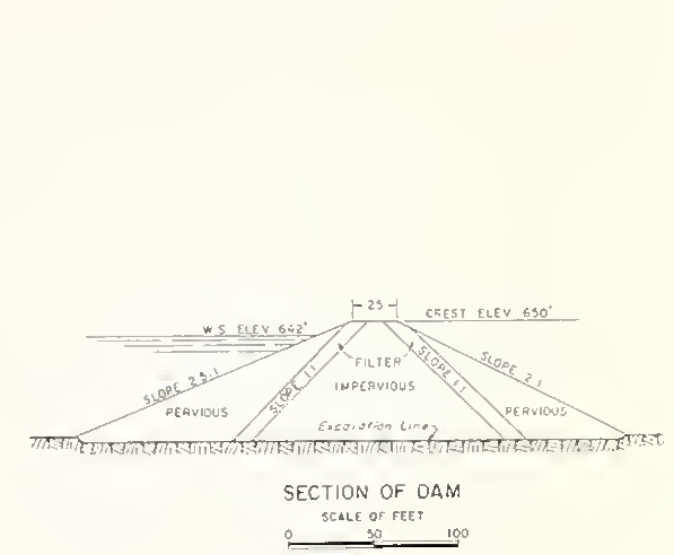 25
CREST ELEV 650'
W.S. ELEV 642'
SLOPE 2.5:1
SLOPE 1:1
FILTER
SLOPE 1:1
SLOPE 2:1
IMPERVIOUS
PERVIOUS
PERVIOUS
Excavation Line
SECTION OF DAM
SCALE OF FEET
0 50 100